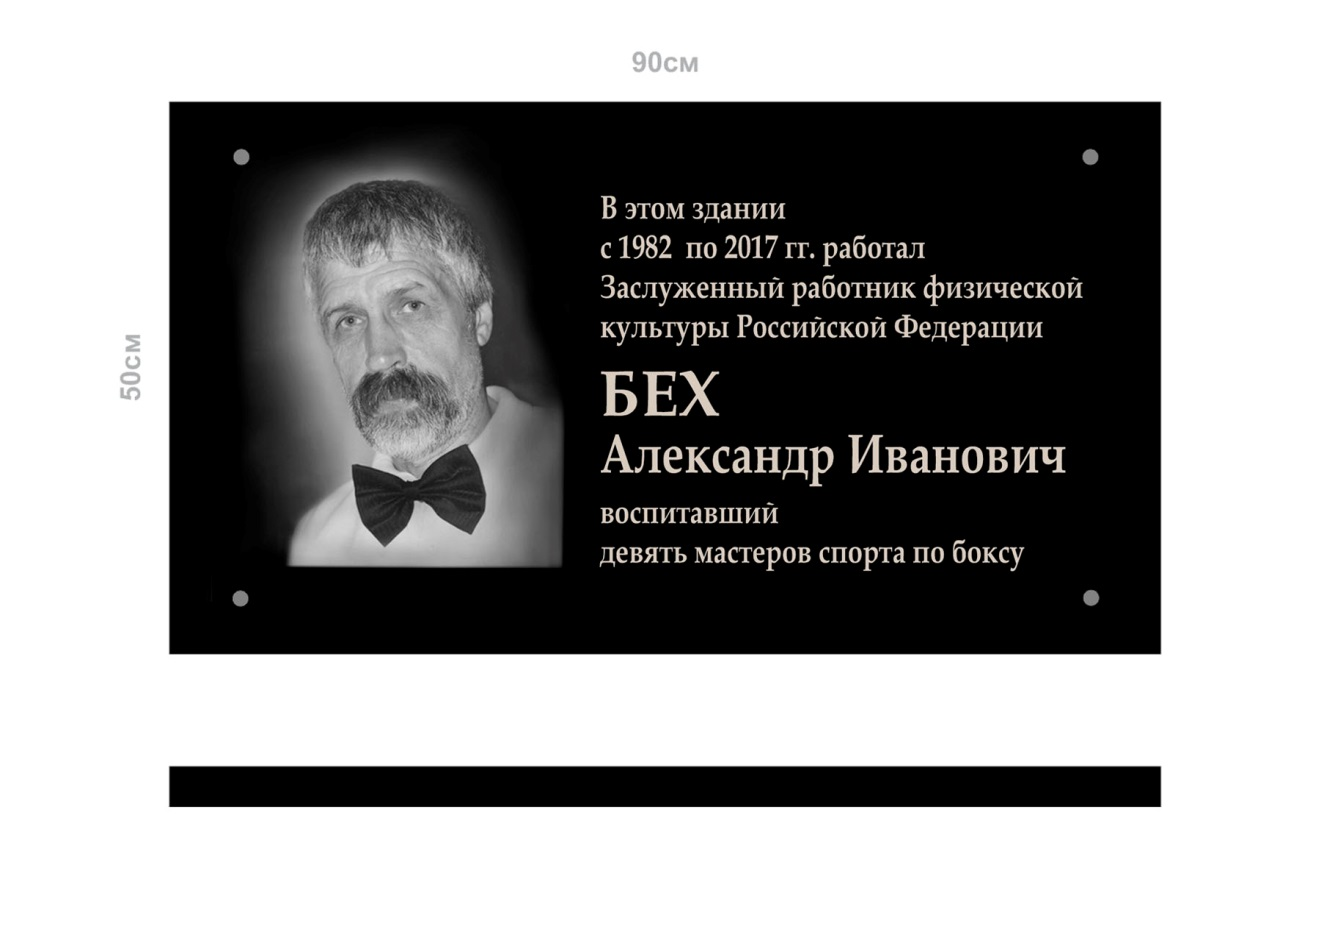 90см
50см
В этом здании
с 1982 по 2017 гг. работал
Заслуженный работник физической
культуры Российской Федерации
БЕХ
Александр Иванович
воспитавший
девять мастеров спорта по боксу